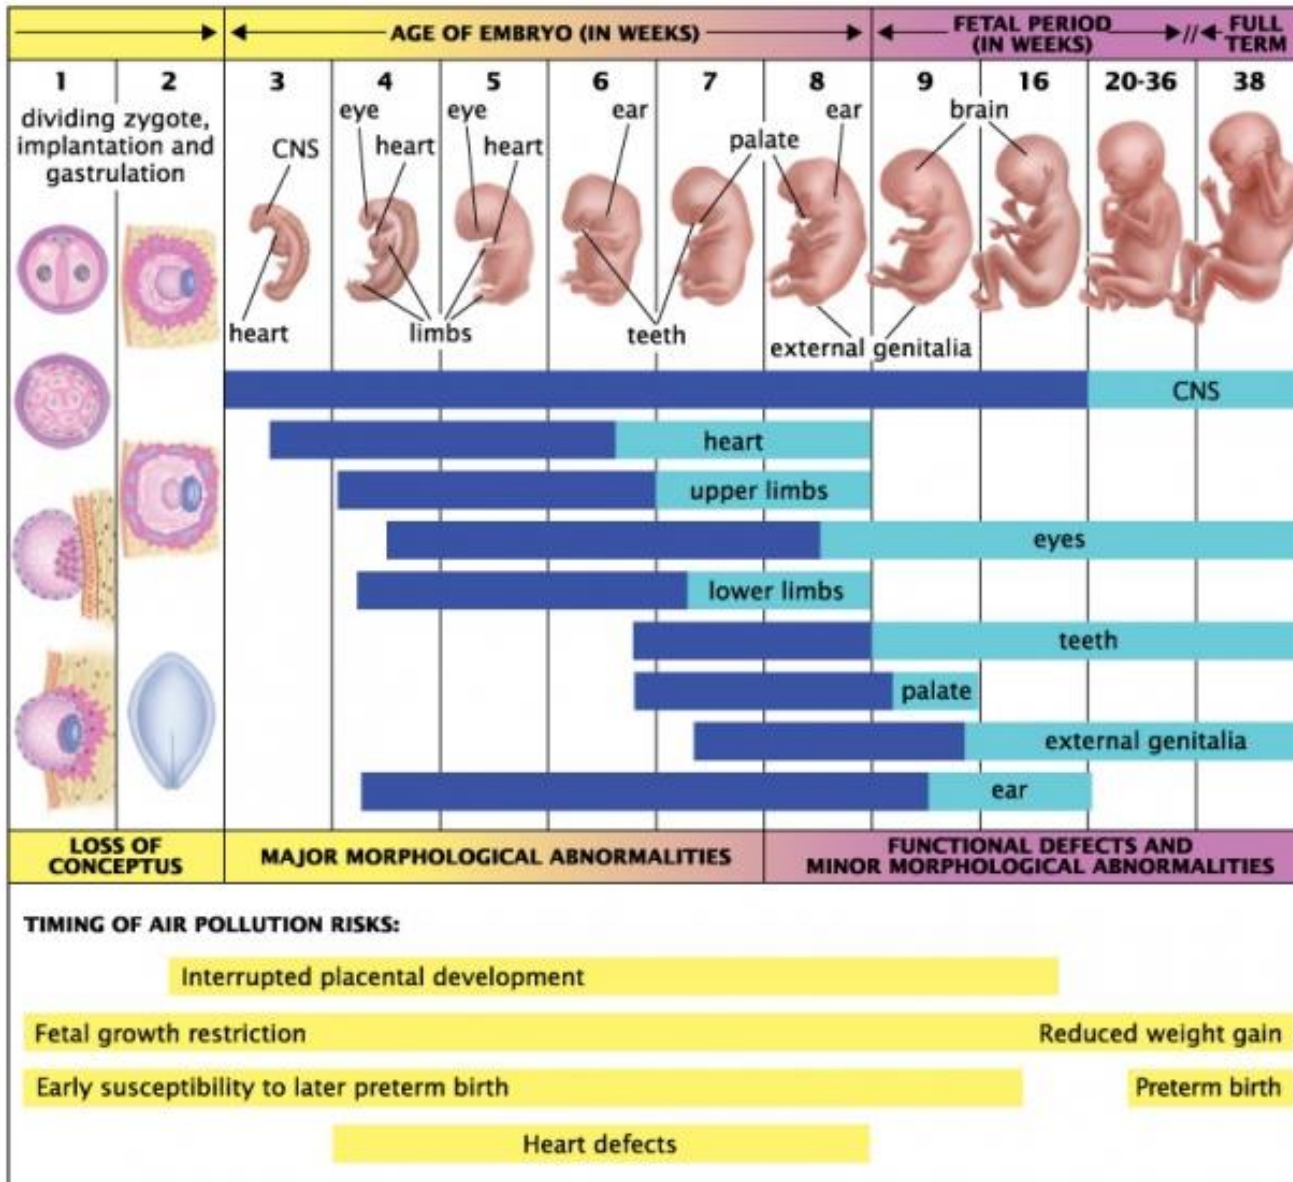 AGE OF EMBRYO (IN WEEKS)
FETAL PERIOD
(IN WEEKS)
FULL
TERM
1 2 3 4 5 6 7 8 9 16 20-36 38
dividing zygote,
implantation and
gastrulation
CNS
heart
eye
heart
eye
heart
limbs
ear
teeth
palate
ear
external genitalia
brain
CNS
heart
upper limbs
eyes
lower limbs
teeth
palate
external genitalia
ear
LOSS OF
CONCEPTUS
MAJOR MORPHOLOGICAL ABNORMALITIES
FUNCTIONAL DEFECTS AND
MINOR MORPHOLOGICAL ABNORMALITIES
TIMING OF AIR POLLUTION RISKS:
Interrupted placental development
Fetal growth restriction Reduced weight gain
Early susceptibility to later preterm birth Preterm birth
Heart defects